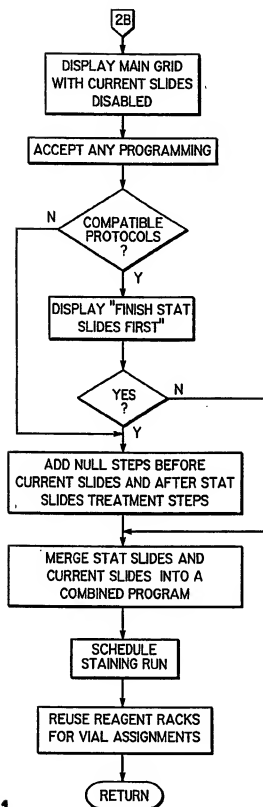 2B
DISPLAY MAIN GRID
WITH CURRENT SLIDES
DISABLED
ACCEPT ANY PROGRAMMING
N
COMPATIBLE
PROTOCOLS
?
Y
DISPLAY "FINISH STAT
SLIDES FIRST"
YES
?
N
Y
ADD NULL STEPS BEFORE
CURRENT SLIDES AND AFTER STAT
SLIDES TREATMENT STEPS
MERGE STAT SLIDES AND
CURRENT SLIDES INTO A
COMBINED PROGRAM
SCHEDULE
STAINING RUN
REUSE REAGENT RACKS
FOR VIAL ASSIGNMENTS
RETURN